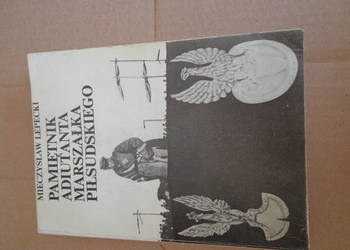 MIECZYSŁAW LEPECKI
PAMIĘTNIK
ADIUTANTA
MARSZAŁKA
PIŁSUDSKIEGO